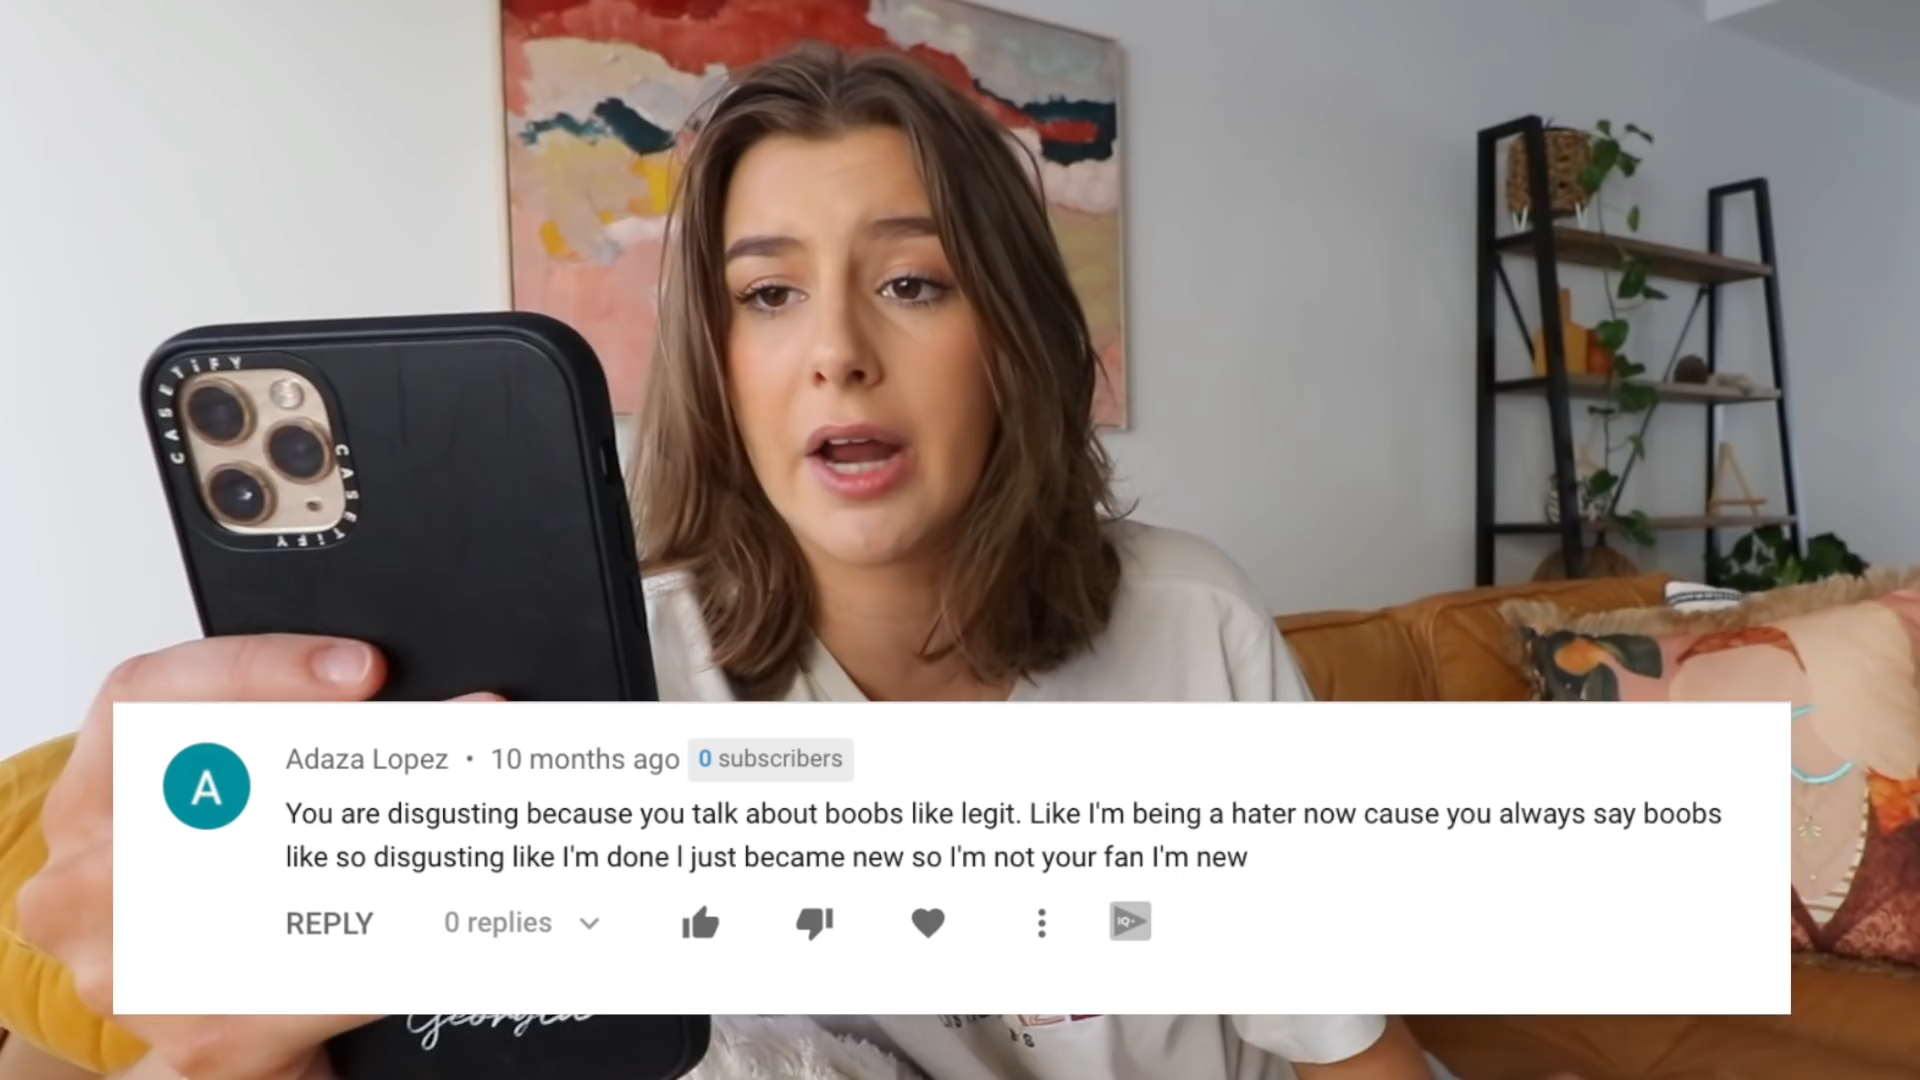 CASETiFY
CASETiFY
Adaza Lopez • 10 months ago 0 subscribers
You are disgusting because you talk about boobs like legit. Like I'm being a hater now cause you always say boobs
like so disgusting like I'm done I just became new so I'm not your fan I'm new
REPLY 0 replies
IQ+
Georgia